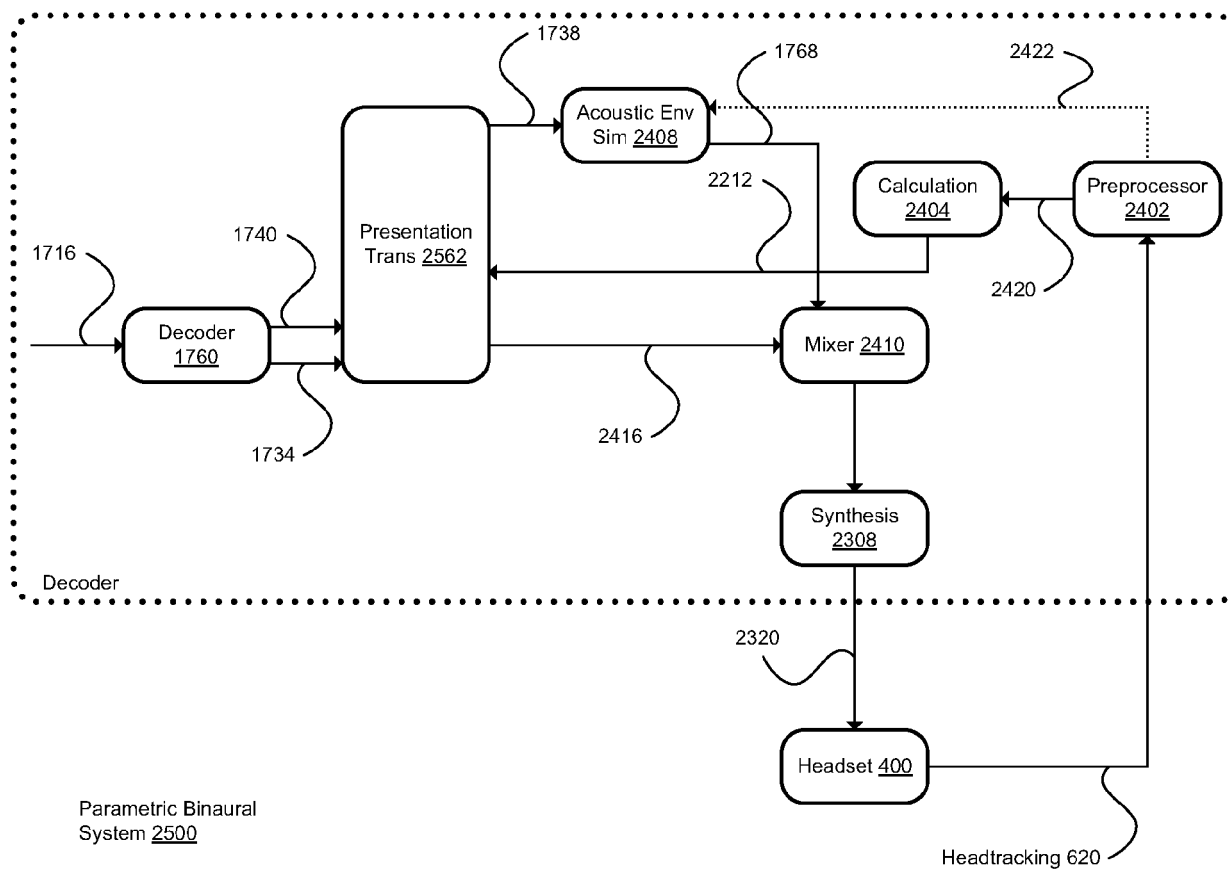 1738
1768
2422
Acoustic Env
Sim 2408
2212
Calculation
2404
Preprocessor
2402
Presentation
Trans 2562
1716
1740
2420
Decoder
1760
Mixer 2410
1734
2416
Synthesis
2308
Decoder
2320
Headset 400
Parametric Binaural
System 2500
Headtracking 620